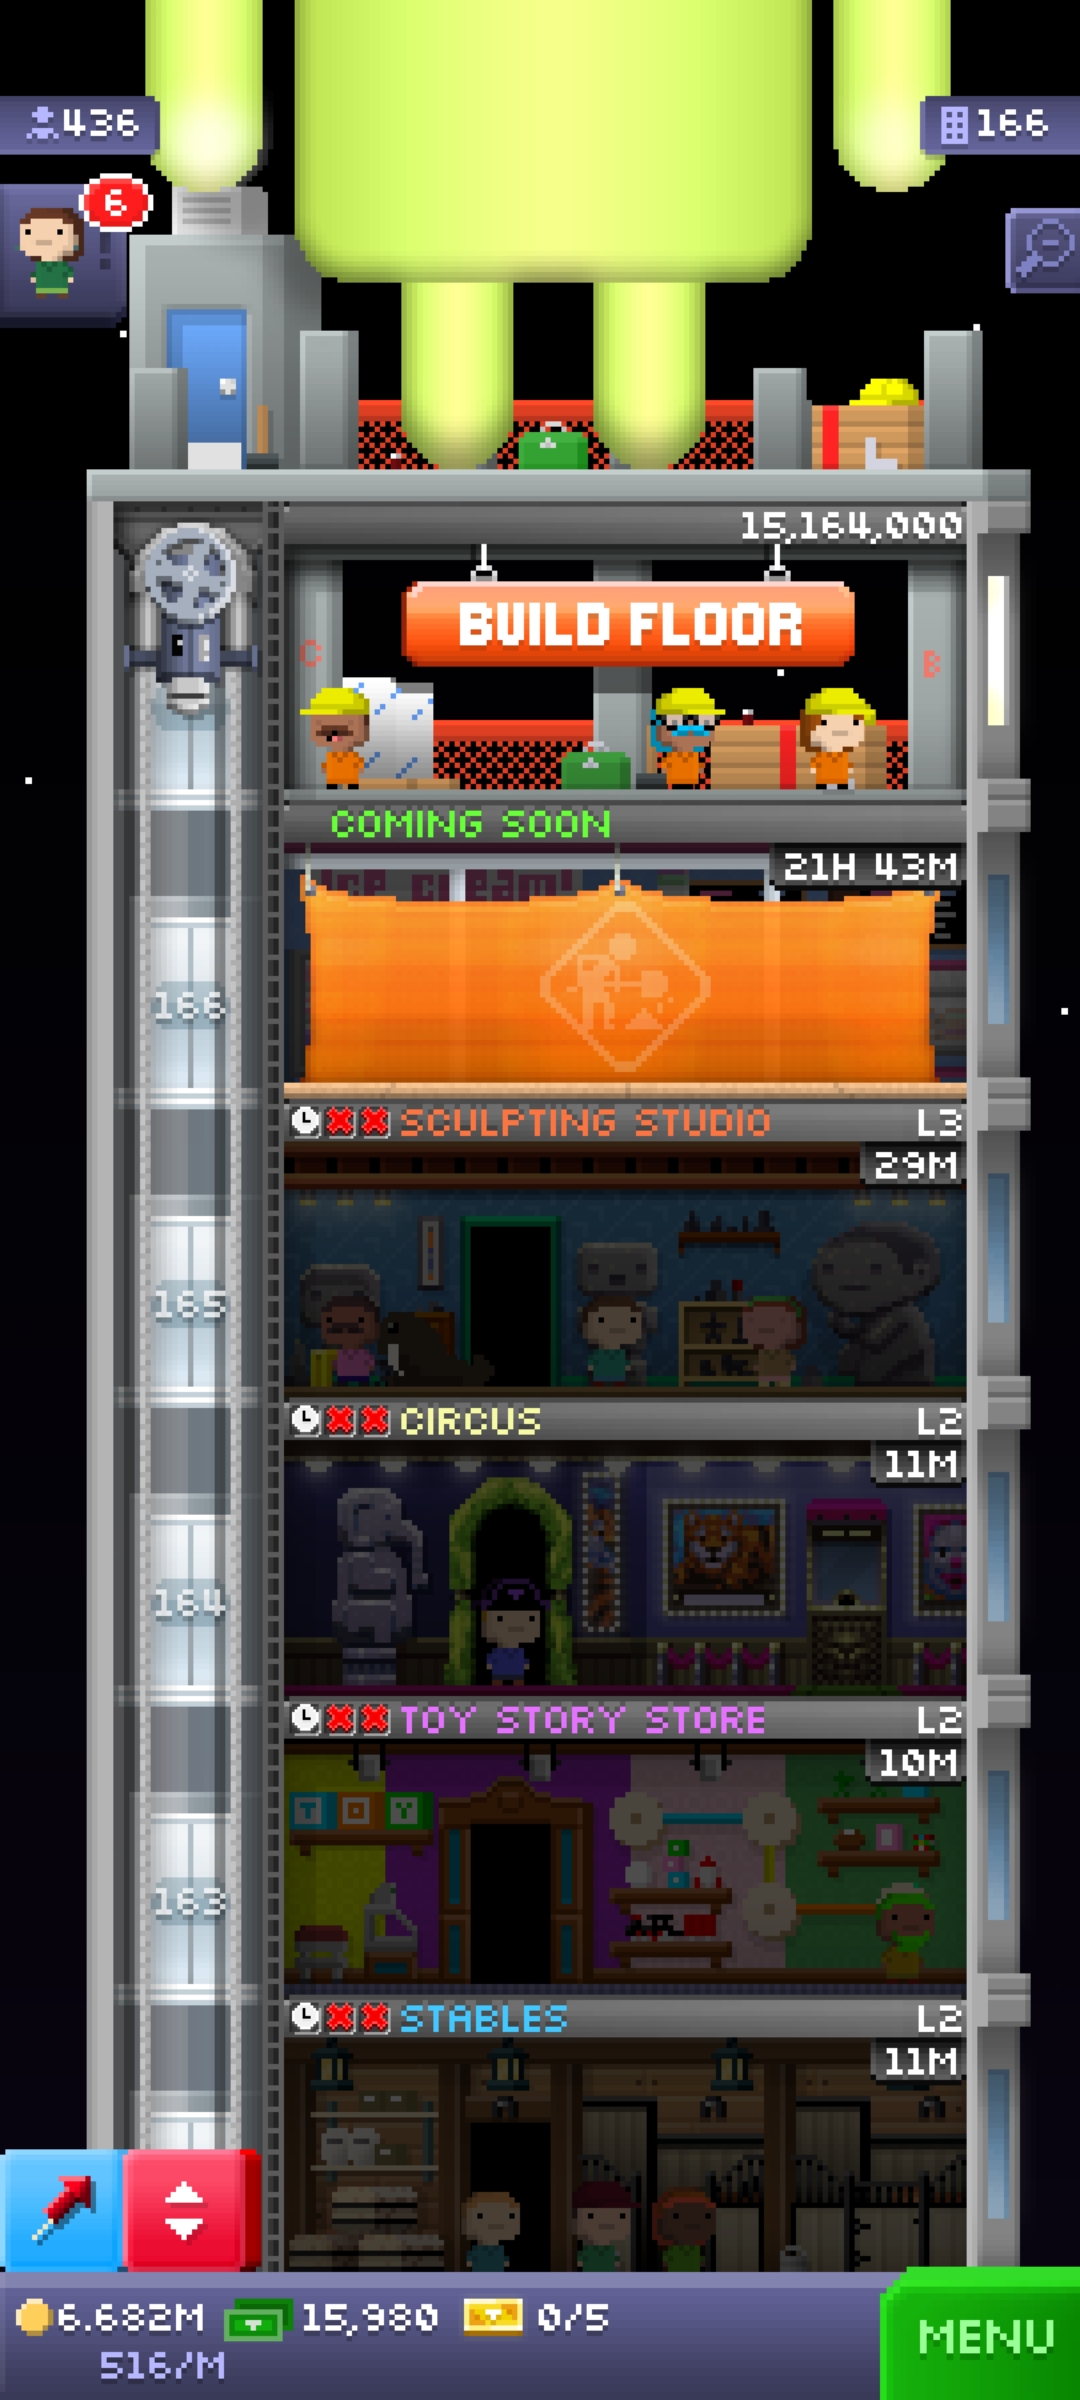 436
166
6
15,164,000
BUILD FLOOR
C
B
COMING SOON
21H 43M
Ice cream!
166
SCULPTING STUDIO
L3
29M
165
CIRCUS
L2
11M
164
TOY STORY STORE
L2
10M
T O Y
163
STABLES
L2
11M
6.682M
15,980
0/5
516/M
MENU